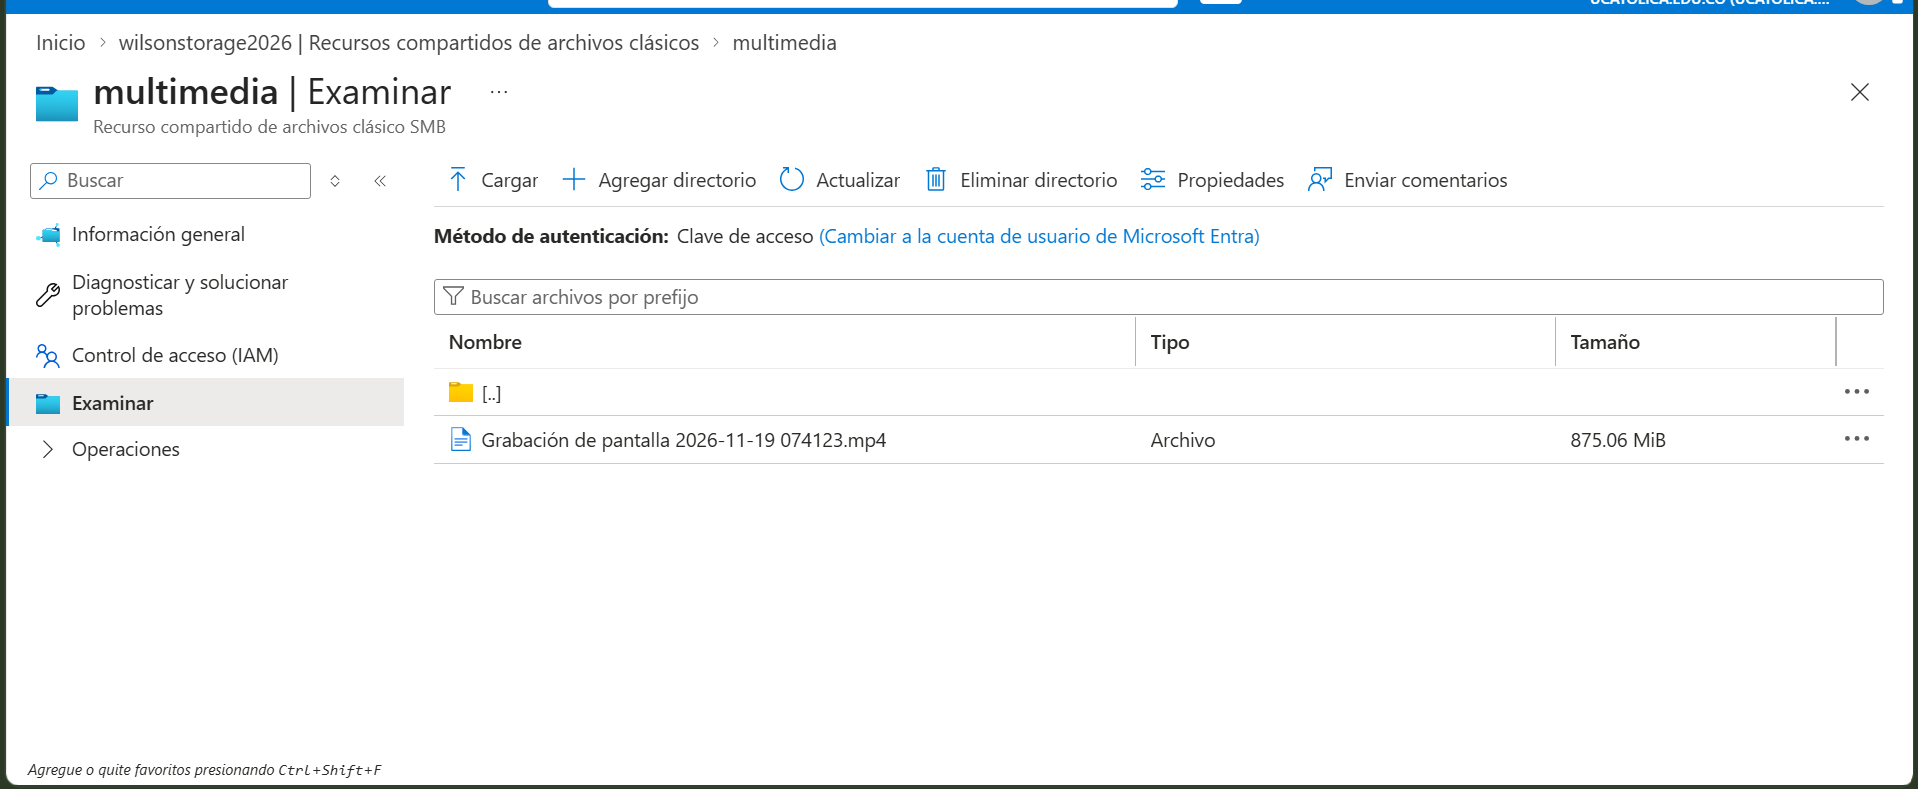 Inicio > wilsonstorage2026 | Recursos compartidos de archivos clásicos > multimedia
multimedia | Examinar ...
Recurso compartido de archivos clásico SMB
Buscar
Cargar Agregar directorio Actualizar Eliminar directorio Propiedades Enviar comentarios
Información general
Método de autenticación: Clave de acceso (Cambiar a la cuenta de usuario de Microsoft Entra)
Diagnosticar y solucionar
problemas
Buscar archivos por prefijo
Control de acceso (IAM)
Nombre Tipo Tamaño
Examinar
[..]
Operaciones
Grabación de pantalla 2026-11-19 074123.mp4 Archivo 875.06 MiB
Agregue o quite favoritos presionando Ctrl+Shift+F